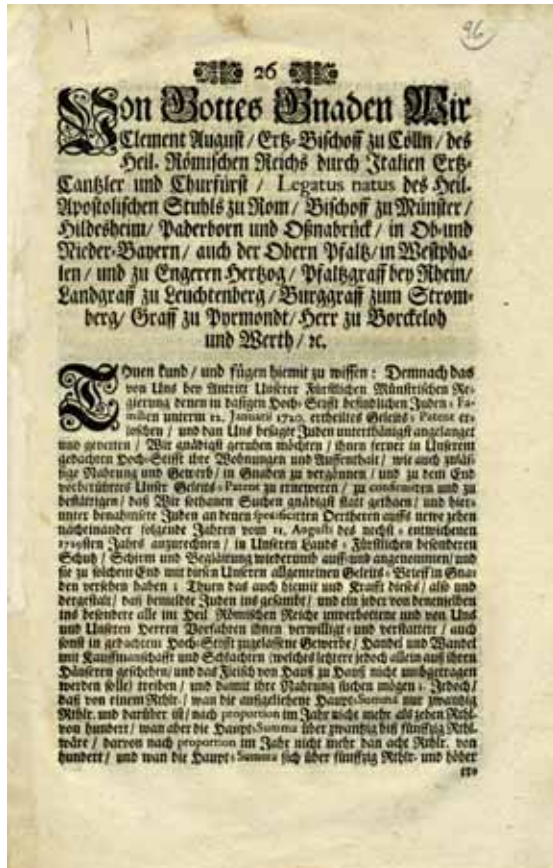 96
26
Von Gottes Gnaden Wir
Clement August / Ertz-Bischoff zu Cölln / des
Heil. Römischen Reichs durch Italien Ertz-
Cantzler und Churfürst / Legatus natus des Heil.
Apostolischen Stuhls zu Rom / Bischoff zu Münster /
Hildesheim / Paderborn und Oßnabrück / in Ob-und
Nieder-Bayern / auch der Obern Pfaltz / in Westpha-
len / und zu Engeren Hertzog / Pfaltzgraff bey Rhein /
Landgraff zu Leuchtenberg / Burggraff zum Strom-
berg / Graff zu Pyrmondt / Herr zu Borckeloh
und Werth / ꝛc.
Thuen kund / und fügen hiemit zu wissen : Demnach das
von Uns bey Antritt Unserer Fürstlichen Münstrischen Re-
gierung denen in dasigen Hoch-Stifft befindlichen Juden-Fa-
milien unterm 12. Januarii 1720. ertheiltes Geleits-Patent er-
loschen / und dan Uns besagte Juden unterthänigst angelanget
und gebetten / Wir gnädigst geruhen möchten / ihnen ferner in Unserem
gedachten Hoch-Stifft ihre Wohnungen und Auffenthalt / wie auch zuläs-
sige Nahrung und Gewerb / in Gnaden zu vergönnen / und zu dem End
vorberührtes Unser Geleits-Patent zu erneweren / zu confirmiren und zu
bestättigen / daß Wir sothanen Suchen gnädigst statt gethan / und hier-
unter benahmsete Juden an denen specificirten Oertheren auffs newe zehen
nacheinander folgende Jahren vom 11. Augusti des nechst-entwichenen
1729sten Jahrs anzurechnen / in Unseren Lands-Fürstlichen besonderen
Schutz / Schirm und Begläitung wiederumb auff-und angenommen / und
sie zu solchem End mit diesen Unseren allgemeinen Geleits-Brieff in Gna-
den versehen haben ; Thuen das auch hiemit und Krafft dieses / also und
dergestalt / daß bemeldte Juden ins gesambt / und ein jeder von denenselben
ins besondere alle im Heil. Römischen Reiche unverbottene und von Uns
und Unseren Herren Vorfahren ihnen verwilligt-und verstattete / auch
sonst in gedachtem Hoch-Stifft zugelassene Gewerbe / Handel und Wandel
mit Kauffmanschafft und Schlachten (welches letztere jedoch allein auß ihren
Häuseren geschehen / und das Fleisch von Hauß zu Hauß nicht umbgetragen
werden solle) treiben / und damit ihre Nahrung suchen mögen ; Jedoch /
daß von einem Rthlr. / wan die außgeliehene Haupt-Summa nur zwantzig
Rthlr. und darüber ist / nach proportion im Jahr nicht mehr als zehen Rthlr.
von hundert / wan aber die Haupt-Summa über zwantzig biß fünfftzig Rthlr.
wäre / darvon nach proportion im Jahr nicht mehr dan acht Rthlr. von
hundert / und wan die Haupt-Summa sich über fünfftzig Rthlr. und höher